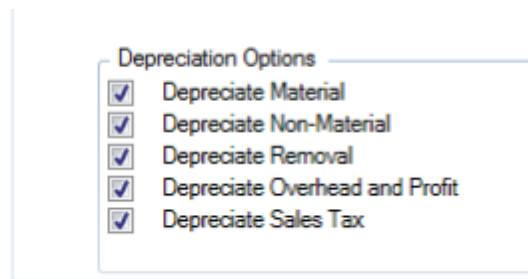 Depreciation Options
Depreciate Material
Depreciate Non-Material
Depreciate Removal
Depreciate Overhead and Profit
Depreciate Sales Tax